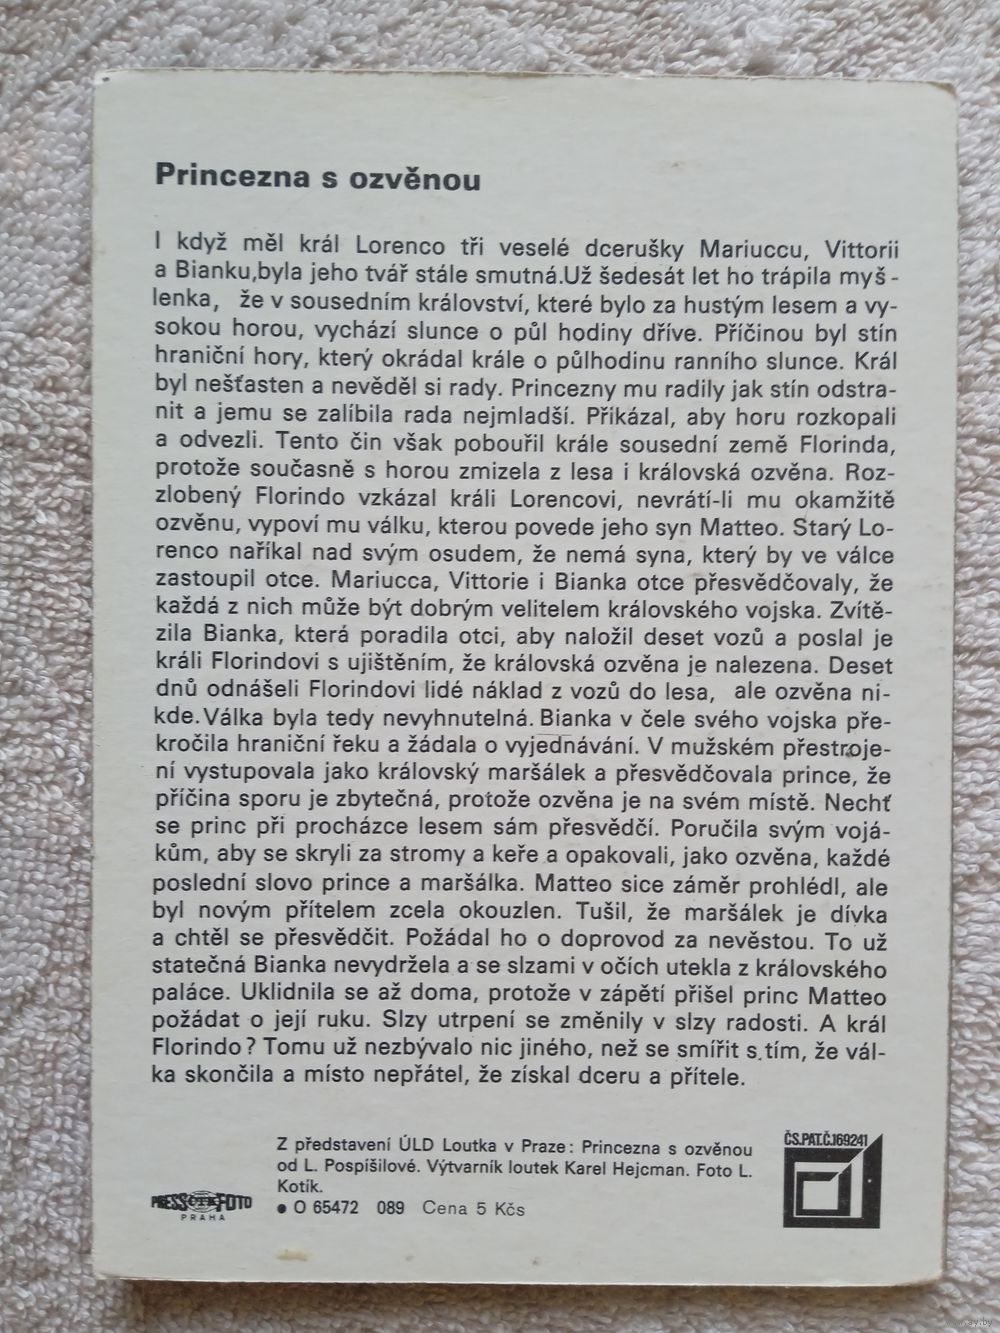 Princezna s ozvěnou
I když měl král Lorenco tři veselé dcerušky Mariuccu, Vittorii
a Bianku,byla jeho tvář stále smutná.Už šedesát let ho trápila myš-
lenka, že v sousedním království, které bylo za hustým lesem a vy-
sokou horou, vychází slunce o půl hodiny dříve. Příčinou byl stín
hraniční hory, který okrádal krále o půlhodinu ranního slunce. Král
byl nešťasten a nevěděl si rady. Princezny mu radily jak stín odstra-
nit a jemu se zalíbila rada nejmladší. Přikázal, aby horu rozkopali
a odvezli. Tento čin však pobouřil krále sousední země Florinda,
protože současně s horou zmizela z lesa i královská ozvěna. Roz-
zlobený Florindo vzkázal králi Lorencovi, nevrátí-li mu okamžitě
ozvěnu, vypoví mu válku, kterou povede jeho syn Matteo. Starý Lo-
renco naříkal nad svým osudem, že nemá syna, který by ve válce
zastoupil otce. Mariucca, Vittorie i Bianka otce přesvědčovaly, že
každá z nich může být dobrým velitelem královského vojska. Zvítě-
zila Bianka, která poradila otci, aby naložil deset vozů a poslal je
králi Florindovi s ujištěním, že královská ozvěna je nalezena. Deset
dnů odnášeli Florindovi lidé náklad z vozů do lesa, ale ozvěna ni-
kde. Válka byla tedy nevyhnutelná. Bianka v čele svého vojska pře-
kročila hraniční řeku a žádala o vyjednávání. V mužském přestroje-
ní vystupovala jako královský maršálek a přesvědčovala prince, že
příčina sporu je zbytečná, protože ozvěna je na svém místě. Nechť
se princ při procházce lesem sám přesvědčí. Poručila svým vojá-
kům, aby se skryli za stromy a keře a opakovali, jako ozvěna, každé
poslední slovo prince a maršálka. Matteo sice záměr prohlédl, ale
byl novým přítelem zcela okouzlen. Tušil, že maršálek je dívka
a chtěl se přesvědčit. Požádal ho o doprovod za nevěstou. To už
statečná Bianka nevydržela a se slzami v očích utekla z královského
paláce. Uklidnila se až doma, protože v zápětí přišel princ Matteo
požádat o její ruku. Slzy utrpení se změnily v slzy radosti. A král
Florindo? Tomu už nezbývalo nic jiného, než se smířit s tím, že vál-
ka skončila a místo nepřátel, že získal dceru a přítele.
Z představení ÚLD Loutka v Praze: Princezna s ozvěnou
od L. Pospíšilové. Výtvarník loutek Karel Hejcman. Foto L.
Kotík.
● O 65472 089 Cena 5 Kčs
PRESS ČTK FOTO
PRAHA
ČS.PAT.Č.169241